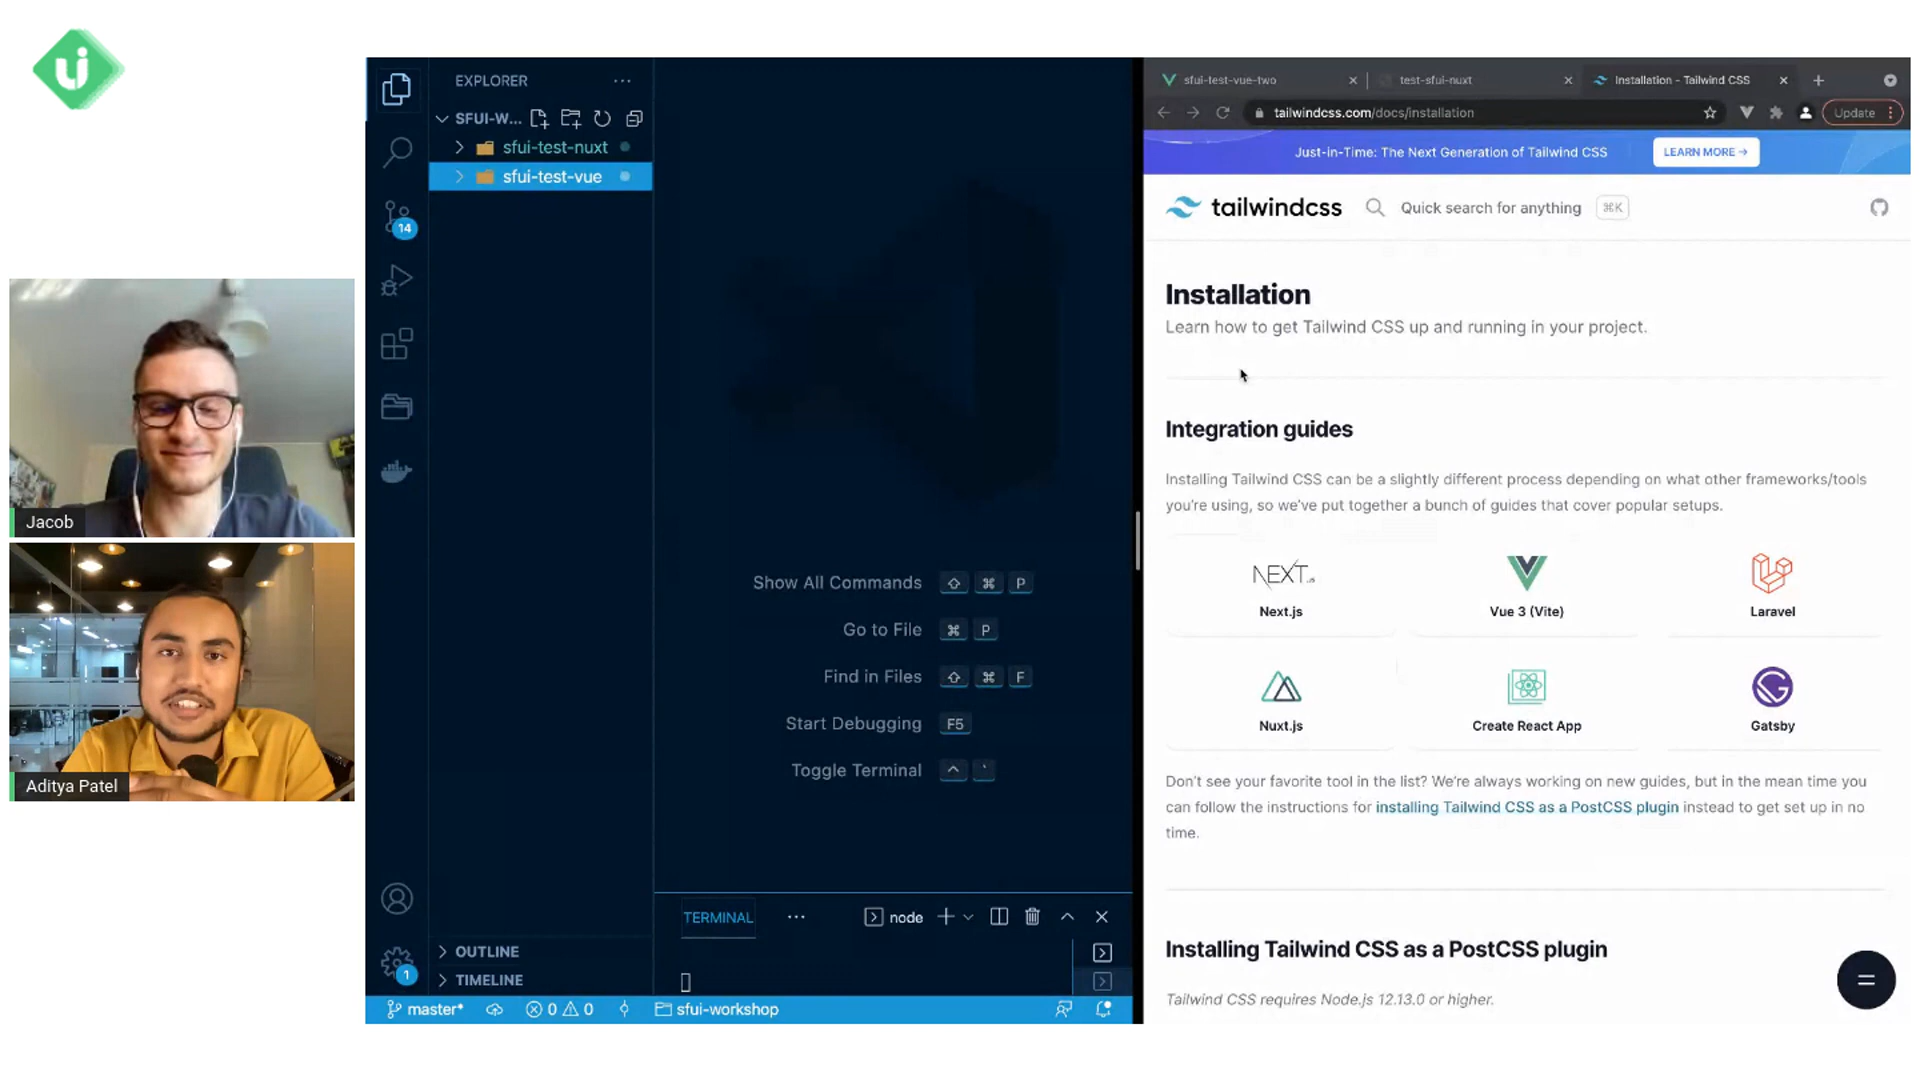 Jacob
Aditya Patel
EXPLORER
SFUI-W...
sfui-test-nuxt
sfui-test-vue
14
Show All Commands ⇧ ⌘ P
Go to File ⌘ P
Find in Files ⇧ ⌘ F
Start Debugging F5
Toggle Terminal ^ `
TERMINAL ... node
OUTLINE
TIMELINE
1
master* 0 0 sfui-workshop
sfui-test-vue-two
test-sfui-nuxt
Installation - Tailwind CSS
tailwindcss.com/docs/installation
Update
Just-in-Time: The Next Generation of Tailwind CSS
LEARN MORE →
tailwindcss
Quick search for anything ⌘K
Installation
Learn how to get Tailwind CSS up and running in your project.
Integration guides
Installing Tailwind CSS can be a slightly different process depending on what other frameworks/tools
you're using, so we've put together a bunch of guides that cover popular setups.
NEXT.js
Next.js
Vue 3 (Vite)
Laravel
Nuxt.js
Create React App
Gatsby
Don't see your favorite tool in the list? We're always working on new guides, but in the mean time you
can follow the instructions for installing Tailwind CSS as a PostCSS plugin instead to get set up in no
time.
Installing Tailwind CSS as a PostCSS plugin
Tailwind CSS requires Node.js 12.13.0 or higher.